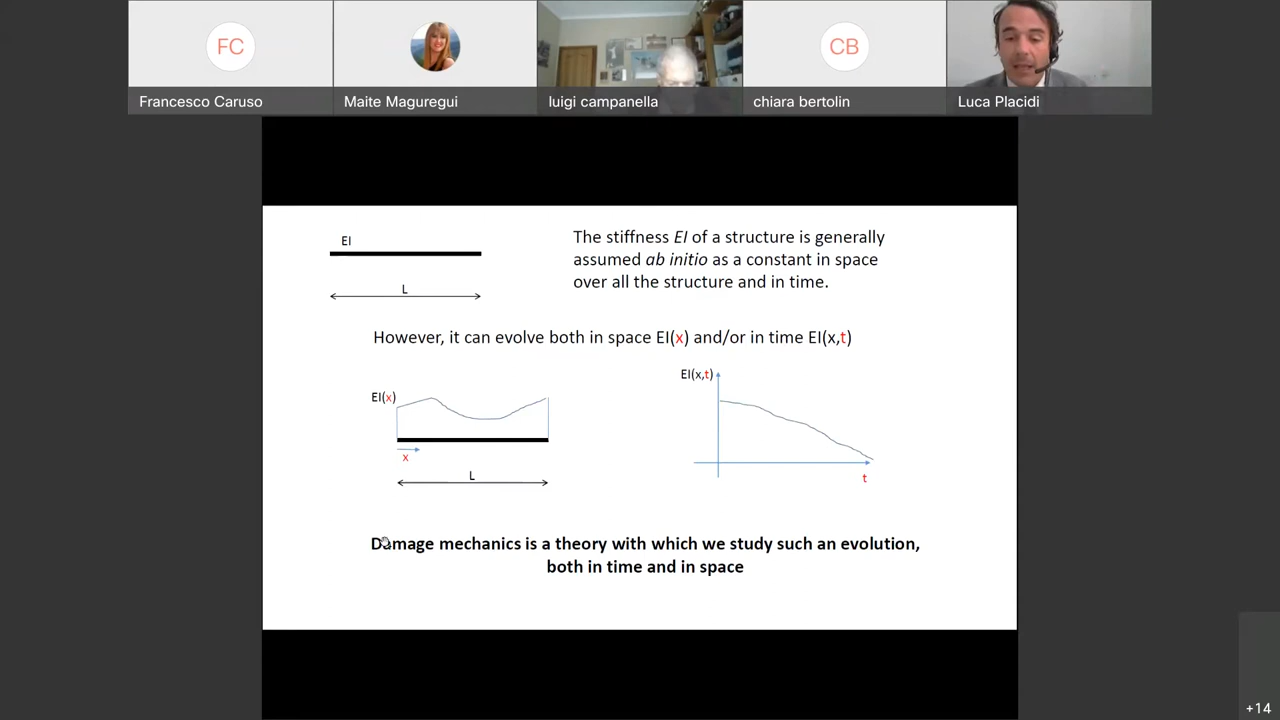 FC
CB
Francesco Caruso
Maite Maguregui
luigi campanella
chiara bertolin
Luca Placidi
EI
L
The stiffness EI of a structure is generally
assumed ab initio as a constant in space
over all the structure and in time.
However, it can evolve both in space EI(x) and/or in time EI(x,t)
EI(x)
x
L
EI(x,t)
t
Damage mechanics is a theory with which we study such an evolution,
both in time and in space
+14